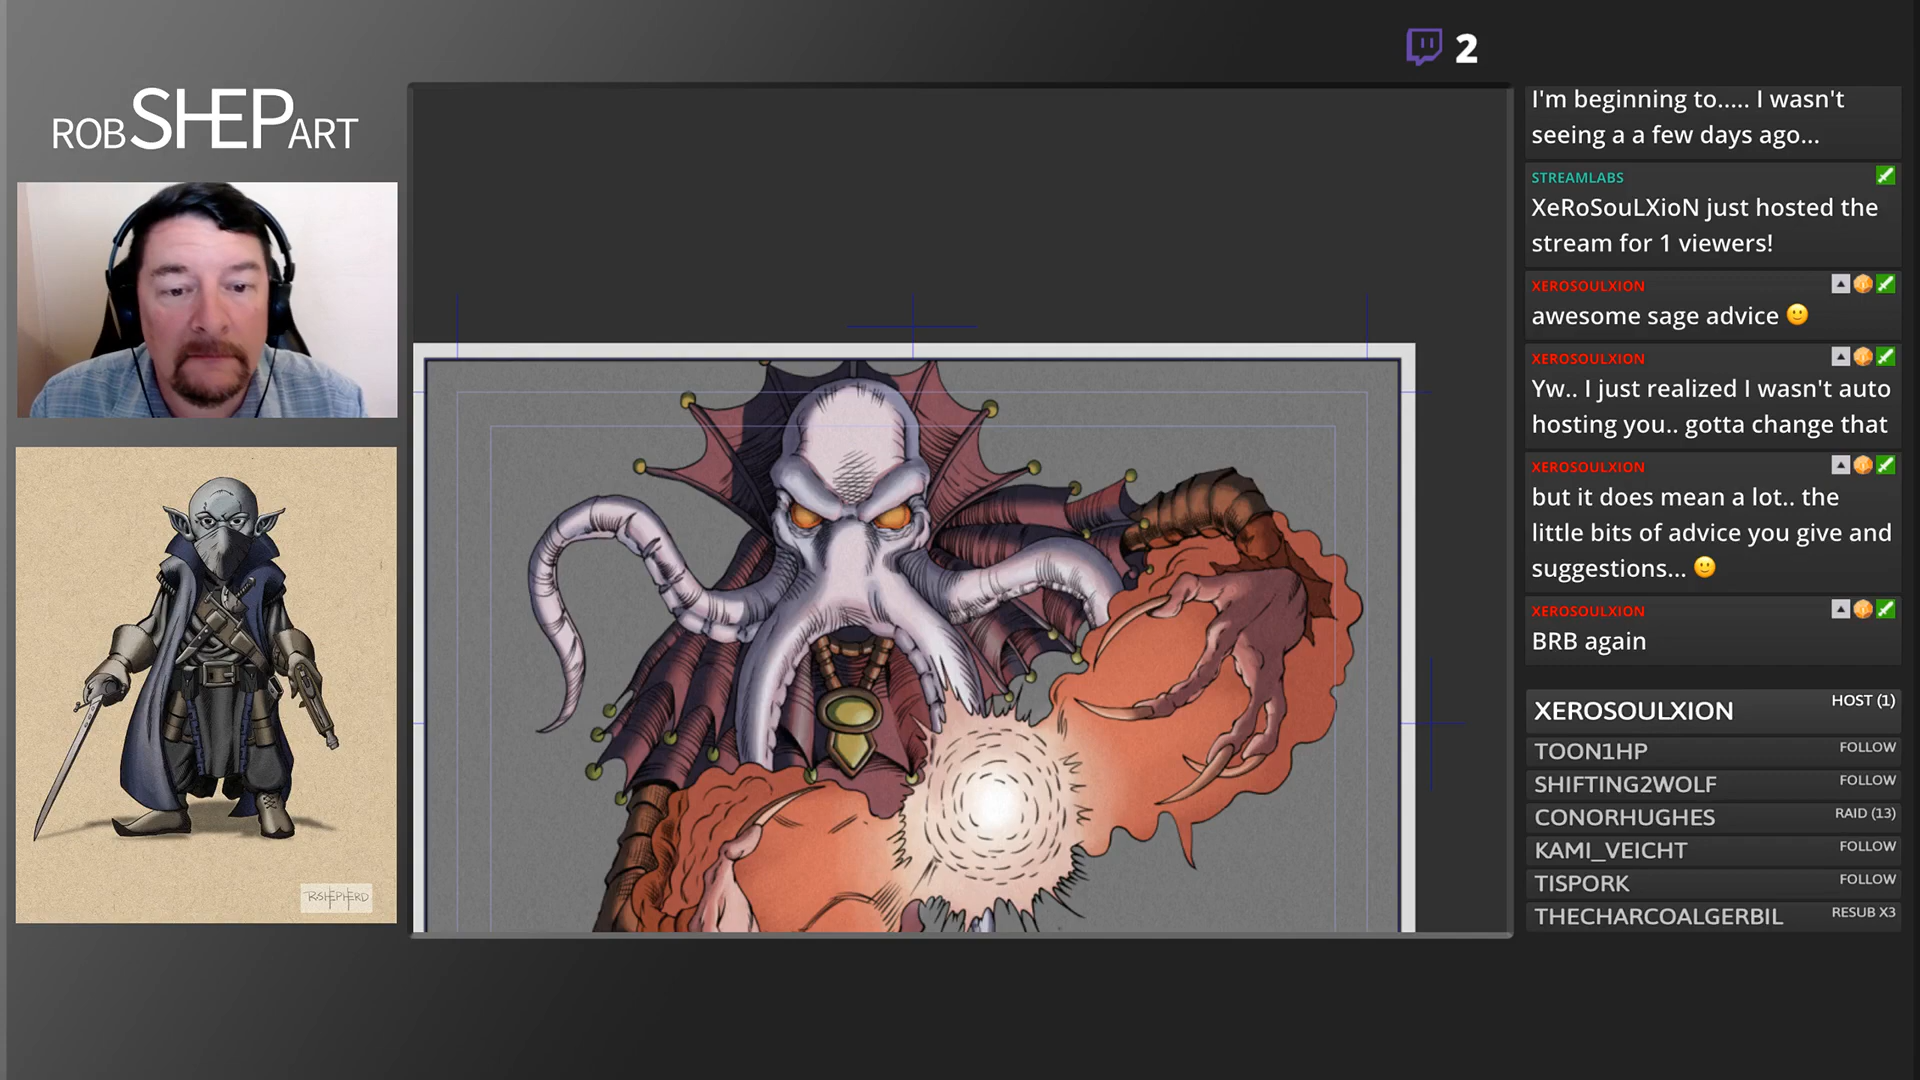 2
ROBSHEPART
I'm beginning to..... I wasn't
seeing a a few days ago...
STREAMLABS
XeRoSouLXioN just hosted the
stream for 1 viewers!
XEROSOULXION
awesome sage advice 🙂
XEROSOULXION
Yw.. I just realized I wasn't auto
hosting you.. gotta change that
XEROSOULXION
but it does mean a lot.. the
little bits of advice you give and
suggestions... 🙂
XEROSOULXION
BRB again
XEROSOULXION HOST (1)
TOON1HP FOLLOW
SHIFTING2WOLF FOLLOW
CONORHUGHES RAID (13)
KAMI_VEICHT FOLLOW
TISPORK FOLLOW
THECHARCOALGERBIL RESUB X3
RSHEPHERD